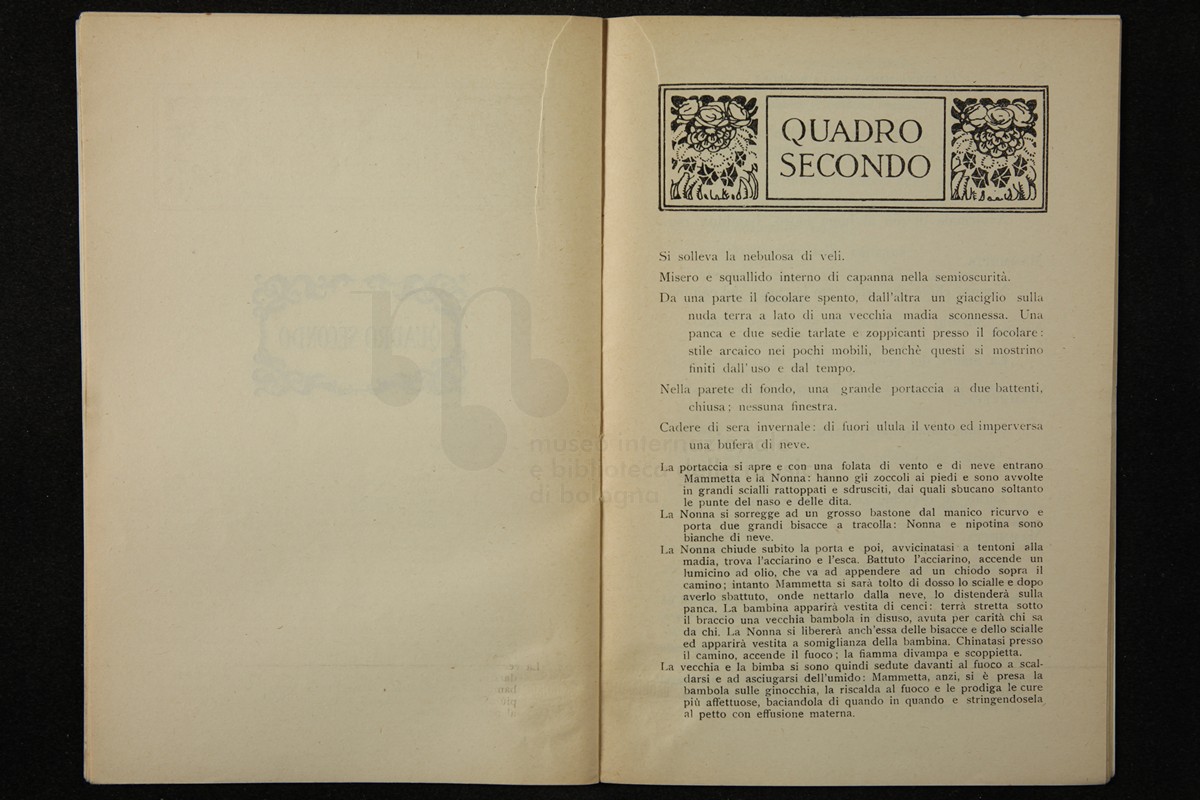 QUADRO
SECONDO
Si solleva la nebulosa di veli.
Misero e squallido interno di capanna nella semioscurità.
Da una parte il focolare spento, dall'altra un giaciglio sulla
nuda terra a lato di una vecchia madia sconnessa. Una
panca e due sedie tarlate e zoppicanti presso il focolare:
stile arcaico nei pochi mobili, benchè questi si mostrino
finiti dall'uso e dal tempo.
Nella parete di fondo, una grande portaccia a due battenti,
chiusa; nessuna finestra.
Cadere di sera invernale: di fuori ulula il vento ed imperversa
una bufera di neve.
La portaccia si apre e con una folata di vento e di neve entrano
Mammetta e la Nonna: hanno gli zoccoli ai piedi e sono avvolte
in grandi scialli rattoppati e sdrusciti, dai quali sbucano soltanto
le punte del naso e delle dita.
La Nonna si sorregge ad un grosso bastone dal manico ricurvo e
porta due grandi bisacce a tracolla: Nonna e nipotina sono
bianche di neve.
La Nonna chiude subito la porta e poi, avvicinatasi a tentoni alla
madia, trova l'acciarino e l'esca. Battuto l'acciarino, accende un
lumicino ad olio, che va ad appendere ad un chiodo sopra il
camino; intanto Mammetta si sarà tolto di dosso lo scialle e dopo
averlo sbattuto, onde nettarlo dalla neve, lo distenderà sulla
panca. La bambina apparirà vestita di cenci: terrà stretta sotto
il braccio una vecchia bambola in disuso, avuta per carità chi sa
da chi. La Nonna si libererà anch'essa delle bisacce e dello scialle
ed apparirà vestita a somiglianza della bambina. Chinatasi presso
il camino, accende il fuoco; la fiamma divampa e scoppietta.
La vecchia e la bimba si sono quindi sedute davanti al fuoco a scal-
darsi e ad asciugarsi dell'umido: Mammetta, anzi, si è presa la
bambola sulle ginocchia, la riscalda al fuoco e le prodiga le cure
più affettuose, baciandola di quando in quando e stringendosela
al petto con effusione materna.
QUADRO SECONDO
museo intern
e biblioteca
di bologna